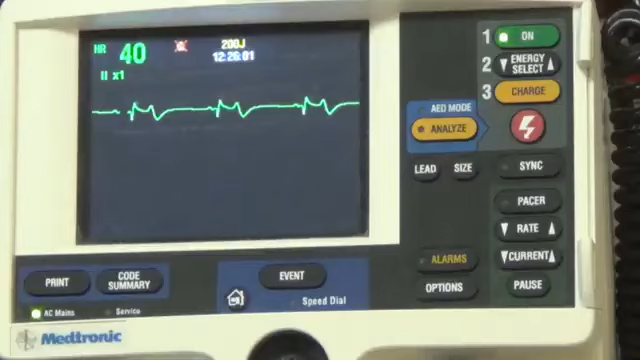 HR 40
200J
12:26:01
II x1
1 ON
2 ENERGY SELECT
3 CHARGE
AED MODE
ANALYZE
LEAD SIZE SYNC
PACER
RATE
CURRENT
ALARMS
OPTIONS PAUSE
PRINT
CODE SUMMARY
EVENT
Speed Dial
AC Mains Service
Medtronic